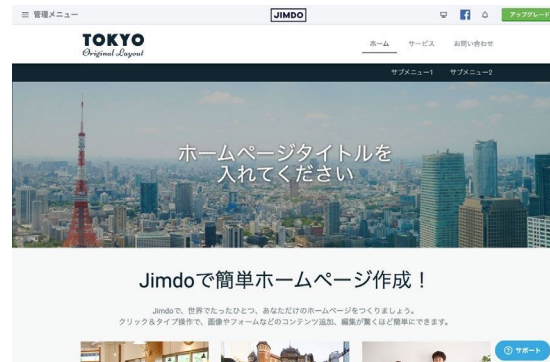 管理メニュー
JIMDO
アップグレード
TOKYO
Original Layout
ホーム サービス お問い合わせ
サブメニュー1 サブメニュー2
ホームページタイトルを
入れてください
Jimdoで簡単ホームページ作成！
Jimdoで、世界でたったひとつ、あなただけのホームページをつくりましょう。
クリック＆タイプ操作で、画像やフォームなどのコンテンツ追加、編集が驚くほど簡単にできます。
サポート